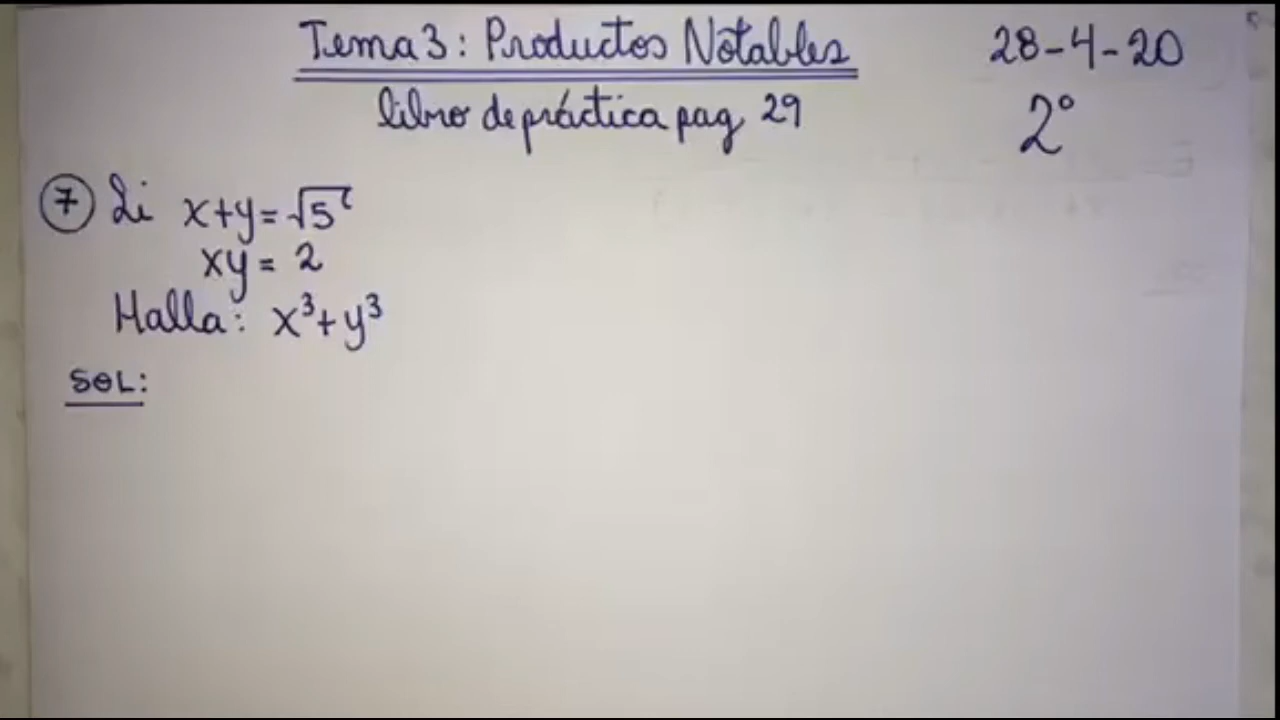 Tema 3: Productos Notables
28-4-20
libro de práctica pag 29
2°
7 Si x+y=√5
xy = 2
Halla: x³+y³
SOL: